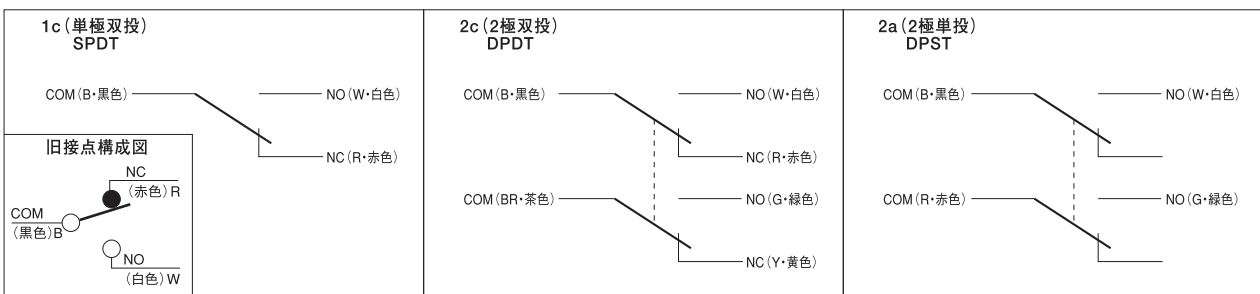 1c(単極双投)
SPDT
COM(B・黒色)
NO(W・白色)
NC(R・赤色)
旧接点構成図
NC
(赤色)R
COM
(黒色)B
NO
(白色)W
2c(2極双投)
DPDT
COM(B・黒色)
NO(W・白色)
NC(R・赤色)
COM(BR・茶色)
NO(G・緑色)
NC(Y・黄色)
2a(2極単投)
DPST
COM(B・黒色)
NO(W・白色)
COM(R・赤色)
NO(G・緑色)